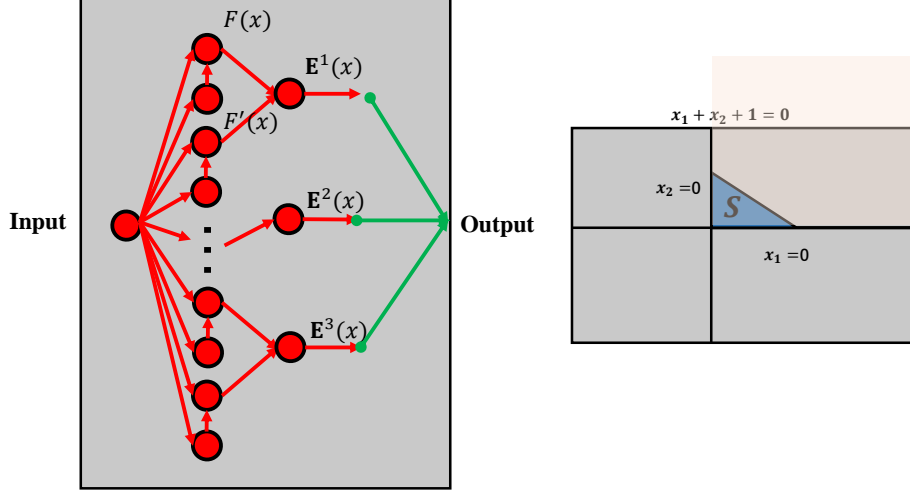 F(x)
E¹(x)
F′(x)
Input
E²(x)
Output
E³(x)
x₁ + x₂ + 1 = 0
x₂ =0
S
x₁ =0